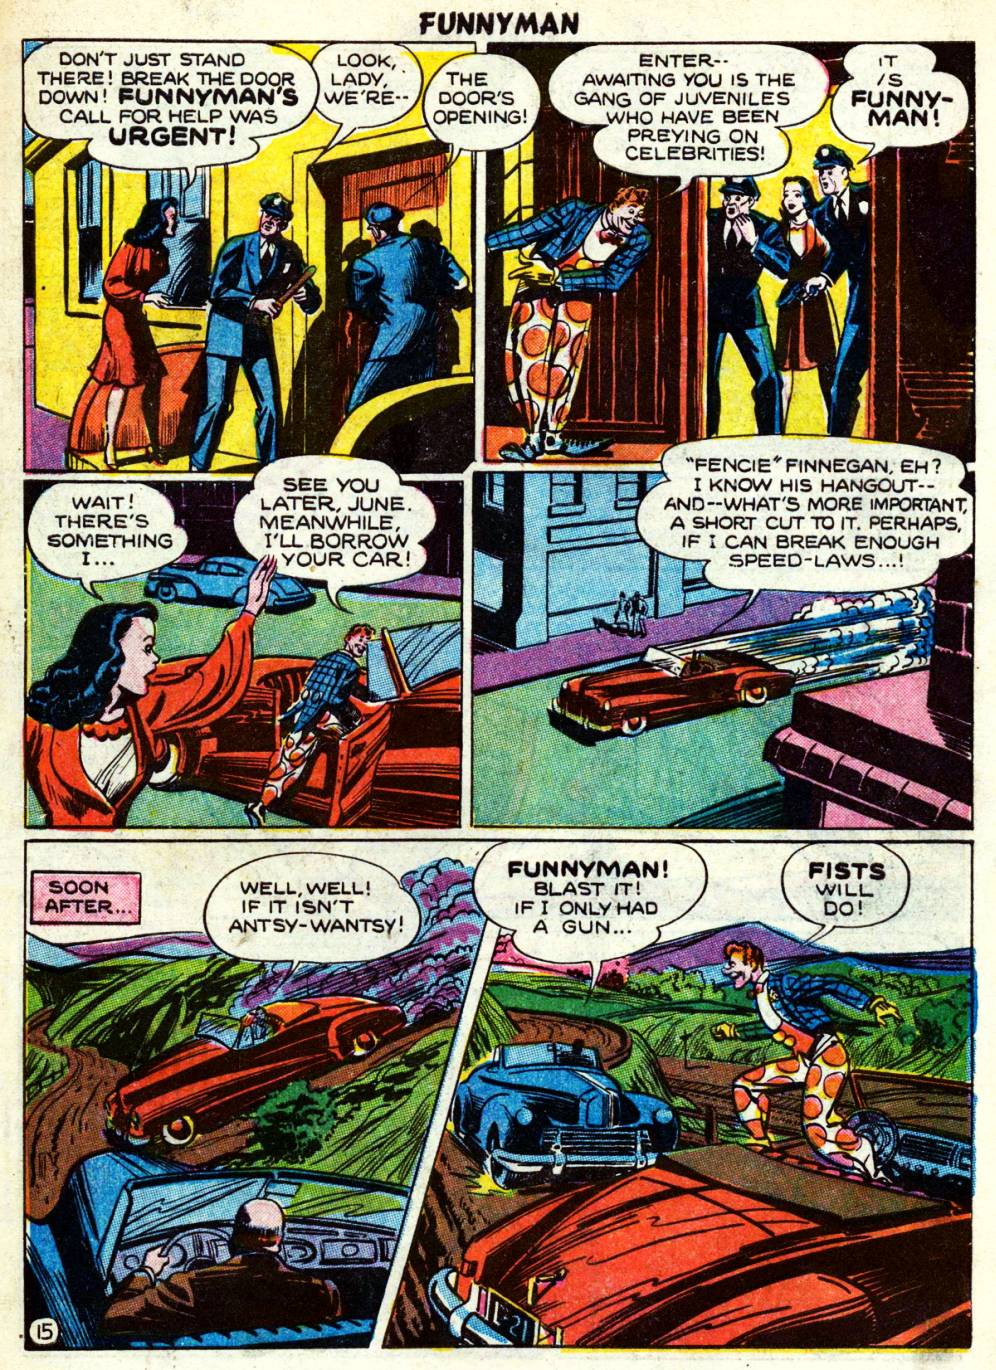 FUNNYMAN
DON'T JUST STAND
THERE! BREAK THE DOOR
DOWN! FUNNYMAN'S
CALL FOR HELP WAS
URGENT!
LOOK,
LADY,
WE'RE--
THE
DOOR'S
OPENING!
ENTER--
AWAITING YOU IS THE
GANG OF JUVENILES
WHO HAVE BEEN
PREYING ON
CELEBRITIES!
IT
IS
FUNNY-
MAN!
WAIT!
THERE'S
SOMETHING
I...
SEE YOU
LATER, JUNE.
MEANWHILE,
I'LL BORROW
YOUR CAR!
"FENCIE" FINNEGAN, EH?
I KNOW HIS HANGOUT--
AND--WHAT'S MORE IMPORTANT,
A SHORT CUT TO IT. PERHAPS,
IF I CAN BREAK ENOUGH
SPEED-LAWS...!
SOON
AFTER...
WELL, WELL!
IF IT ISN'T
ANTSY-WANTSY!
FUNNYMAN!
BLAST IT!
IF I ONLY HAD
A GUN...
FISTS
WILL
DO!
15